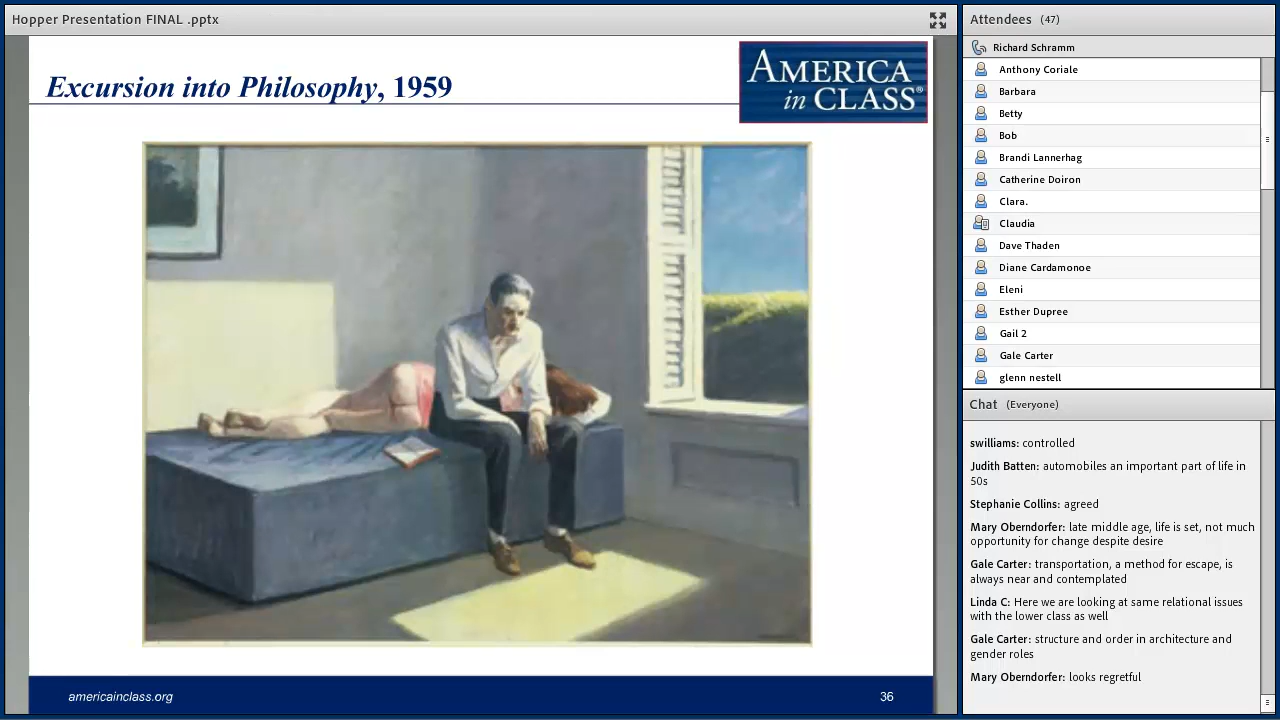 Hopper Presentation FINAL .pptx
Excursion into Philosophy, 1959
AMERICA
in CLASS®
americainclass.org
36
Attendees (47)
Richard Schramm
Anthony Coriale
Barbara
Betty
Bob
Brandi Lannerhag
Catherine Doiron
Clara.
Claudia
Dave Thaden
Diane Cardamonoe
Eleni
Esther Dupree
Gail 2
Gale Carter
glenn nestell
Chat (Everyone)
swilliams: controlled
Judith Batten: automobiles an important part of life in
50s
Stephanie Collins: agreed
Mary Oberndorfer: late middle age, life is set, not much
opportunity for change despite desire
Gale Carter: transportation, a method for escape, is
always near and contemplated
Linda C: Here we are looking at same relational issues
with the lower class as well
Gale Carter: structure and order in architecture and
gender roles
Mary Oberndorfer: looks regretful